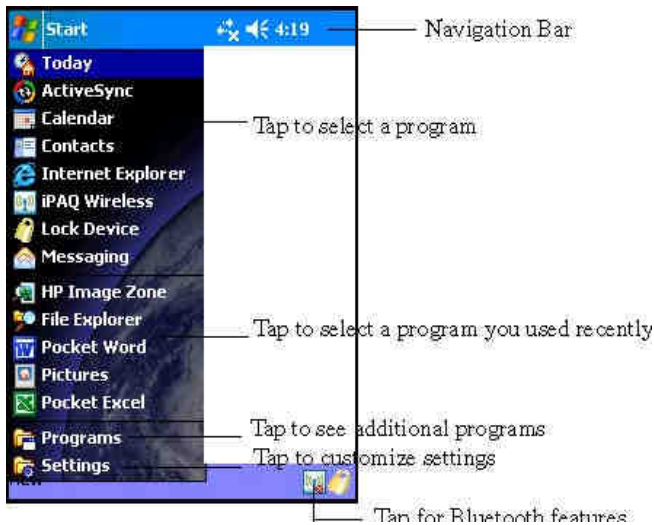 Start 4:19 Navigation Bar
Today
ActiveSync
Calendar
Tap to select a program
Contacts
Internet Explorer
iPAQ Wireless
Lock Device
Messaging
HP Image Zone
File Explorer
Tap to select a program you used recently
Pocket Word
Pictures
Pocket Excel
Programs
Tap to see additional programs
Settings
Tap to customize settings
Tap for Bluetooth features